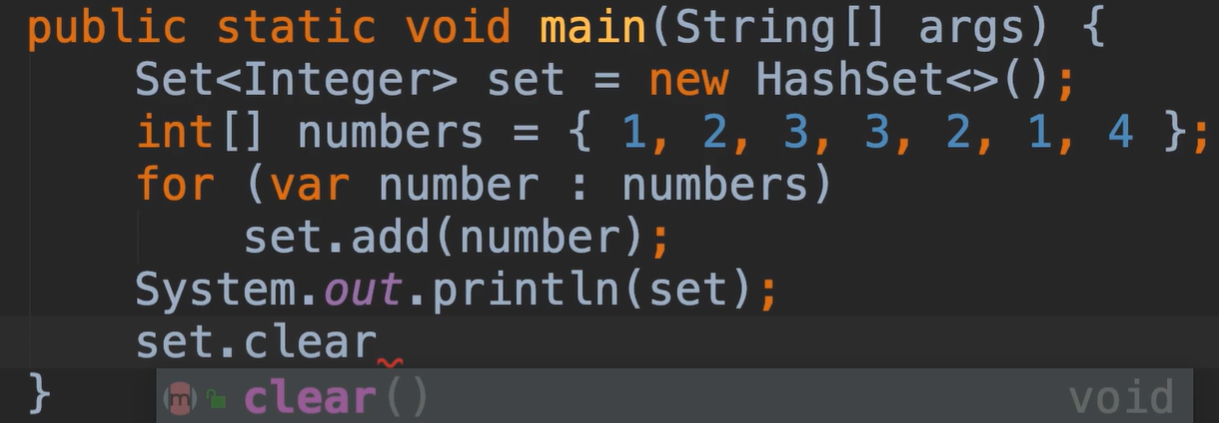 public static void main(String[] args) {
    Set<Integer> set = new HashSet<>();
    int[] numbers = { 1, 2, 3, 3, 2, 1, 4 };
    for (var number : numbers)
        set.add(number);
    System.out.println(set);
    set.clear
}    m clear() void